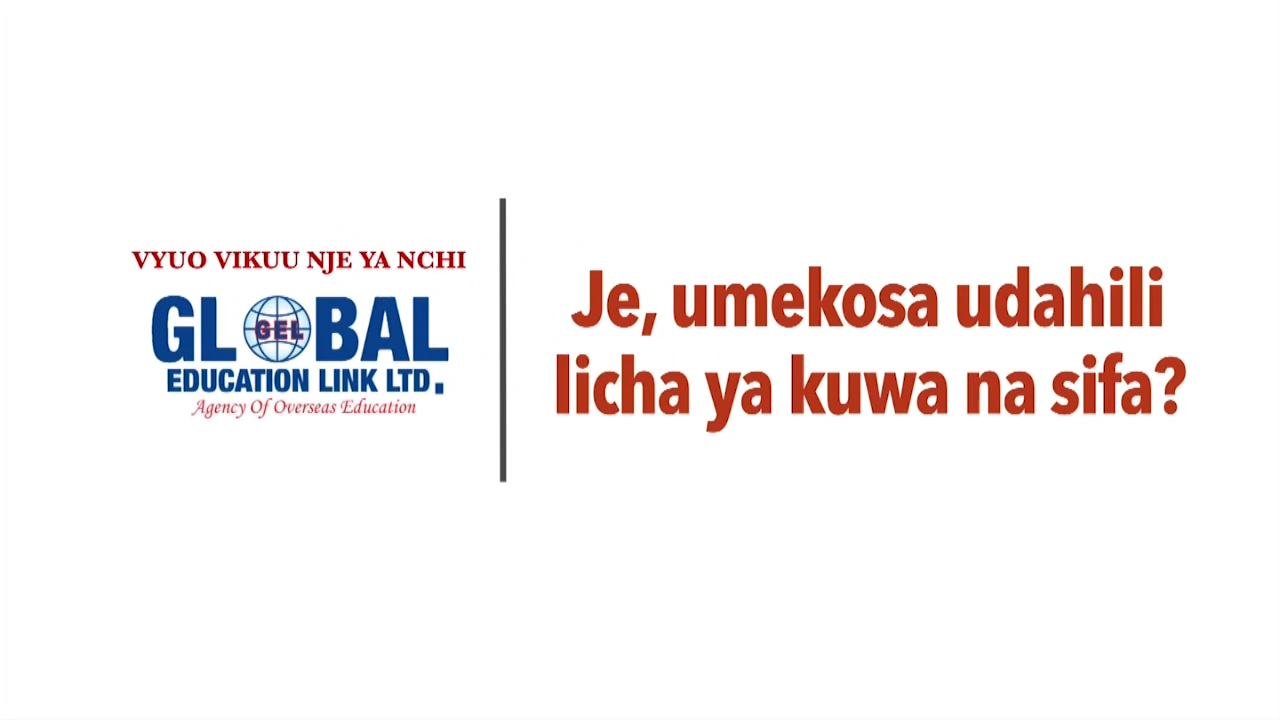 VYUO VIKUU NJE YA NCHI
GLOBAL
GEL
EDUCATION LINK LTD.
Agency Of Overseas Education
Je, umekosa udahili
licha ya kuwa na sifa?